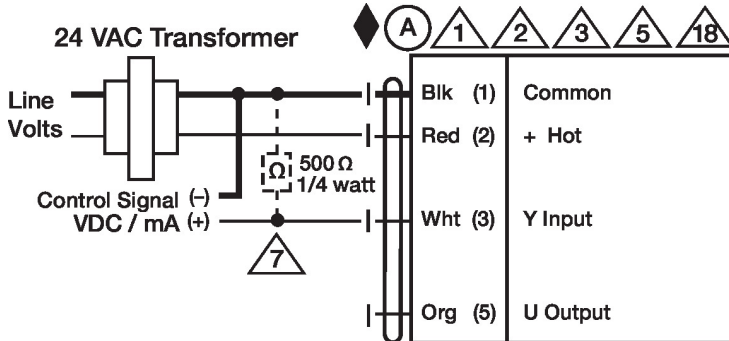 A 1 2 3 5 18
24 VAC Transformer
Line
Volts
Blk (1) Common
Red (2) + Hot
Ω 500 Ω
1/4 watt
Control Signal (-)
VDC / mA (+)
Wht (3) Y Input
7
Org (5) U Output